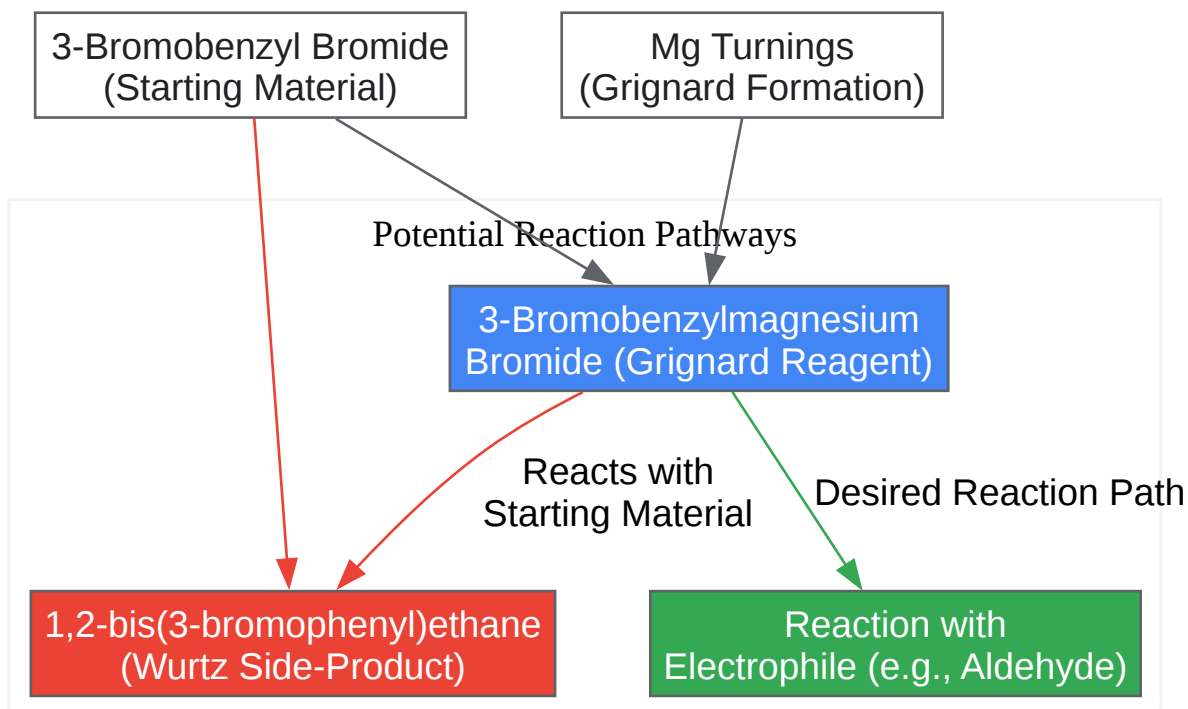 3-Bromobenzyl Bromide
(Starting Material)
Mg Turnings
(Grignard Formation)
Potential Reaction Pathways
3-Bromobenzylmagnesium
Bromide (Grignard Reagent)
Reacts with
Starting Material
Desired Reaction Path
1,2-bis(3-bromophenyl)ethane
(Wurtz Side-Product)
Reaction with
Electrophile (e.g., Aldehyde)